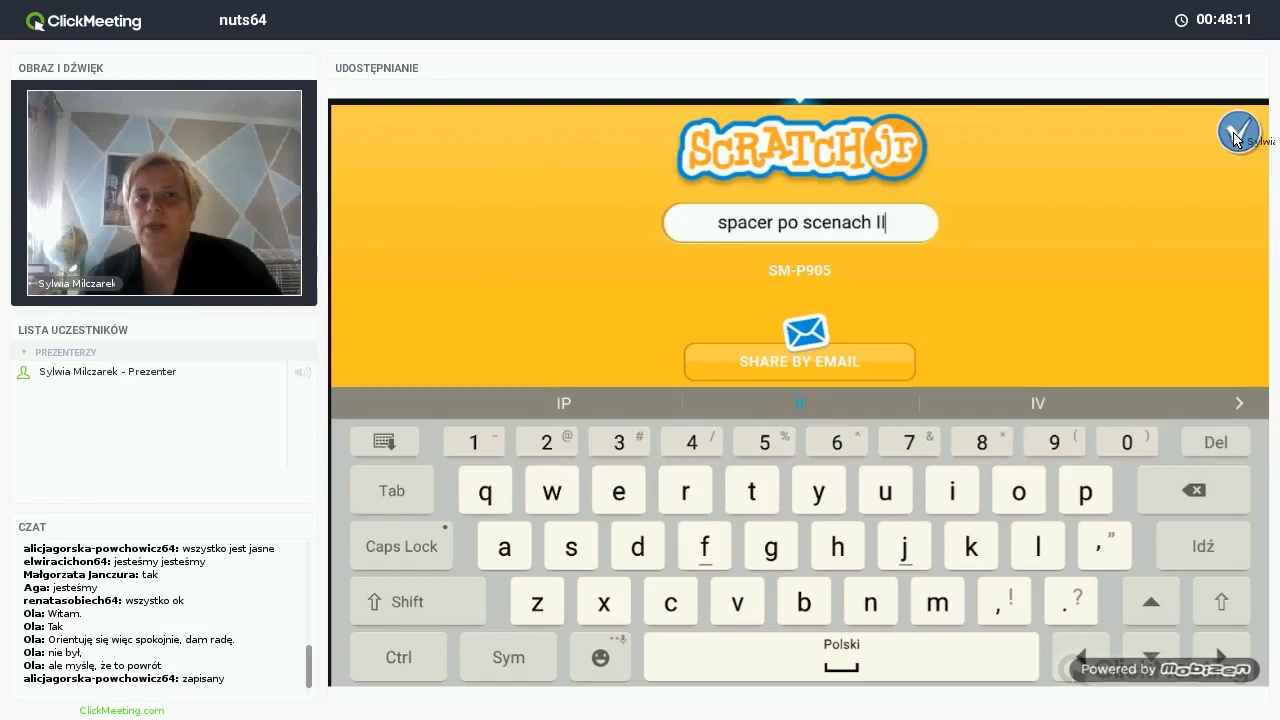 ClickMeeting
nuts64
00:48:11
OBRAZ I DŹWIĘK
UDOSTĘPNIANIE
SCRATCH jr
Sylwia
spacer po scenach II
SM-P905
Sylwia Milczarek
SHARE BY EMAIL
LISTA UCZESTNIKÓW
PREZENTERZY
Sylwia Milczarek - Prezenter
IP II IV
1 - 2 @ 3 # 4 / 5 % 6 ^ 7 & 8 * 9 ( 0 ) Del
Tab q w e r t y u i o p
Caps Lock a s d f g h j k l ' " Idź
Shift z x c v b n m , ! . ?
Ctrl Sym Polski
Powered by Mobizen
CZAT
alicjagorska-powchowicz64: wszystko jest jasne
elwiracichon64: jesteśmy jesteśmy
Małgorzata Janczura: tak
Aga: jesteśmy
renatasobiech64: wszystko ok
Ola: Witam.
Ola: Tak
Ola: Orientuję się więc spokojnie, dam radę.
Ola: nie był,
Ola: ale myślę, że to powrót
alicjagorska-powchowicz64: zapisany
ClickMeeting.com